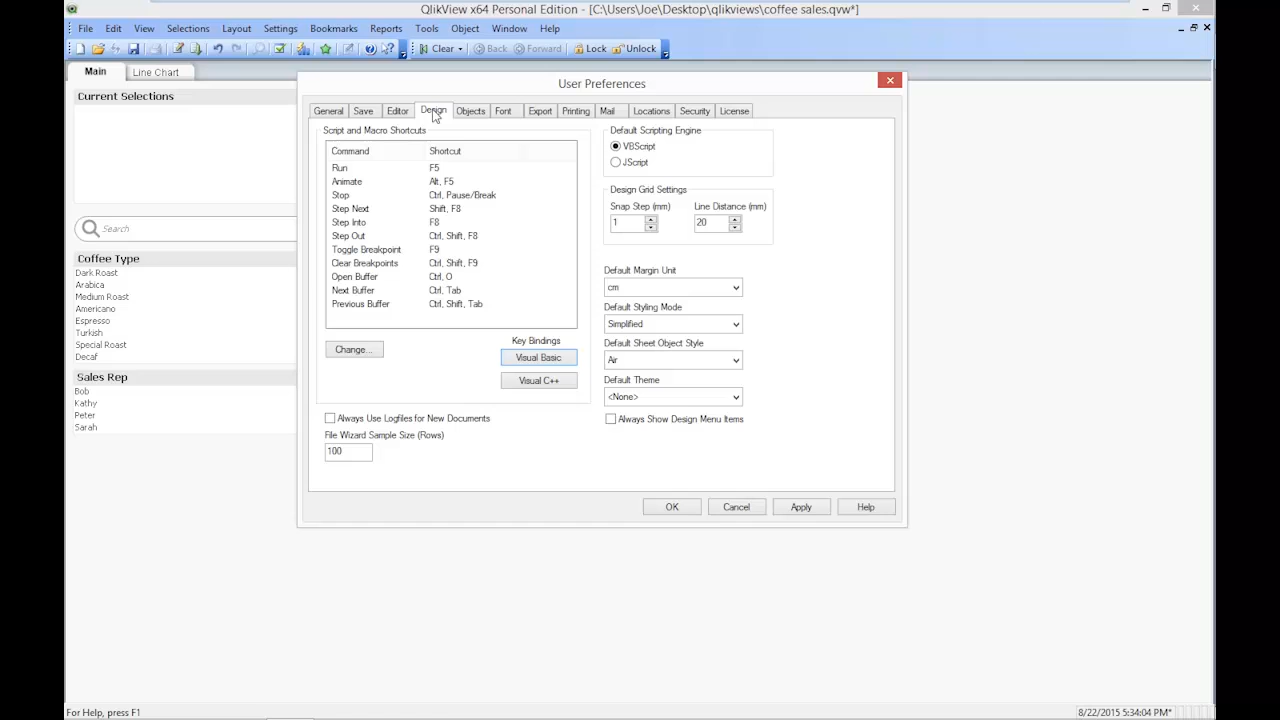 QlikView x64 Personal Edition - [C:\Users\Joe\Desktop\qlikviews\coffee sales.qvw*]
File Edit View Selections Layout Settings Bookmarks Reports Tools Object Window Help
Clear Back Forward Lock Unlock
Main Line Chart
Current Selections
Search
Coffee Type
Dark Roast
Arabica
Medium Roast
Americano
Espresso
Turkish
Special Roast
Decaf
Sales Rep
Bob
Kathy
Peter
Sarah
User Preferences
General Save Editor Design Objects Font Export Printing Mail Locations Security License
Script and Macro Shortcuts
Command Shortcut
Run F5
Animate Alt, F5
Stop Ctrl, Pause/Break
Step Next Shift, F8
Step Into F8
Step Out Ctrl, Shift, F8
Toggle Breakpoint F9
Clear Breakpoints Ctrl, Shift, F9
Open Buffer Ctrl, O
Next Buffer Ctrl, Tab
Previous Buffer Ctrl, Shift, Tab
Change...
Key Bindings
Visual Basic
Visual C++
Always Use Logfiles for New Documents
File Wizard Sample Size (Rows)
100
Default Scripting Engine
VBScript
JScript
Design Grid Settings
Snap Step (mm) Line Distance (mm)
1 20
Default Margin Unit
cm
Default Styling Mode
Simplified
Default Sheet Object Style
Air
Default Theme
<None>
Always Show Design Menu Items
OK Cancel Apply Help
For Help, press F1
8/22/2015 5:34:04 PM*